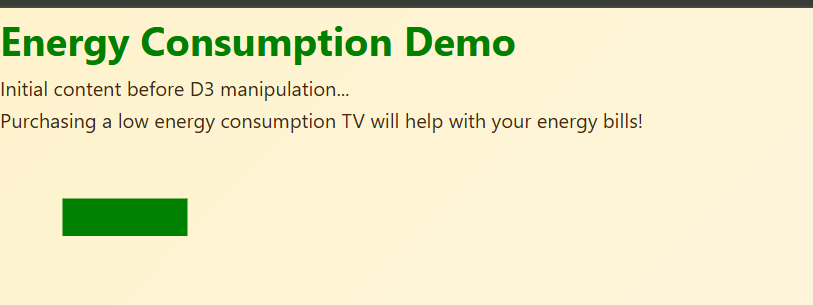 Energy Consumption Demo
Initial content before D3 manipulation...
Purchasing a low energy consumption TV will help with your energy bills!